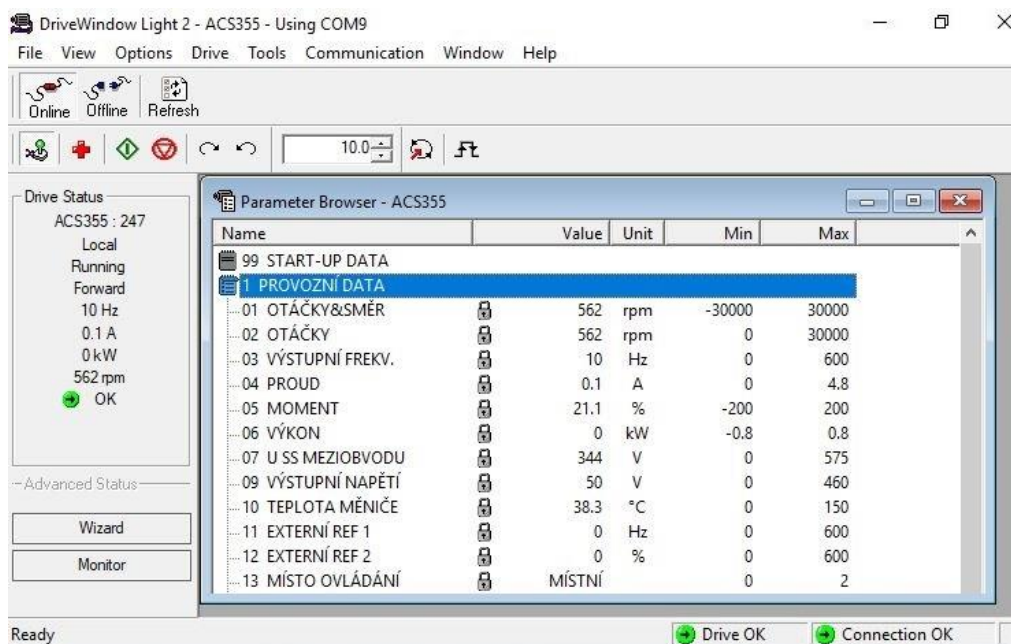 DriveWindow Light 2 - ACS355 - Using COM9
File View Options Drive Tools Communication Window Help
Online Offline Refresh
10.0
Drive Status
ACS355 : 247
Local
Running
Forward
10 Hz
0.1 A
0 kW
562 rpm
OK
Advanced Status
Wizard
Monitor
Parameter Browser - ACS355
Name Value Unit Min Max
99 START-UP DATA
1 PROVOZNÍ DATA
01 OTÁČKY&SMĚR 562 rpm -30000 30000
02 OTÁČKY 562 rpm 0 30000
03 VÝSTUPNÍ FREKV. 10 Hz 0 600
04 PROUD 0.1 A 0 4.8
05 MOMENT 21.1 % -200 200
06 VÝKON 0 kW -0.8 0.8
07 U SS MEZIOBVODU 344 V 0 575
09 VÝSTUPNÍ NAPĚTÍ 50 V 0 460
10 TEPLOTA MĚNIČE 38.3 °C 0 150
11 EXTERNÍ REF 1 0 Hz 0 600
12 EXTERNÍ REF 2 0 % 0 600
13 MÍSTO OVLÁDÁNÍ MÍSTNÍ 0 2
Ready Drive OK Connection OK